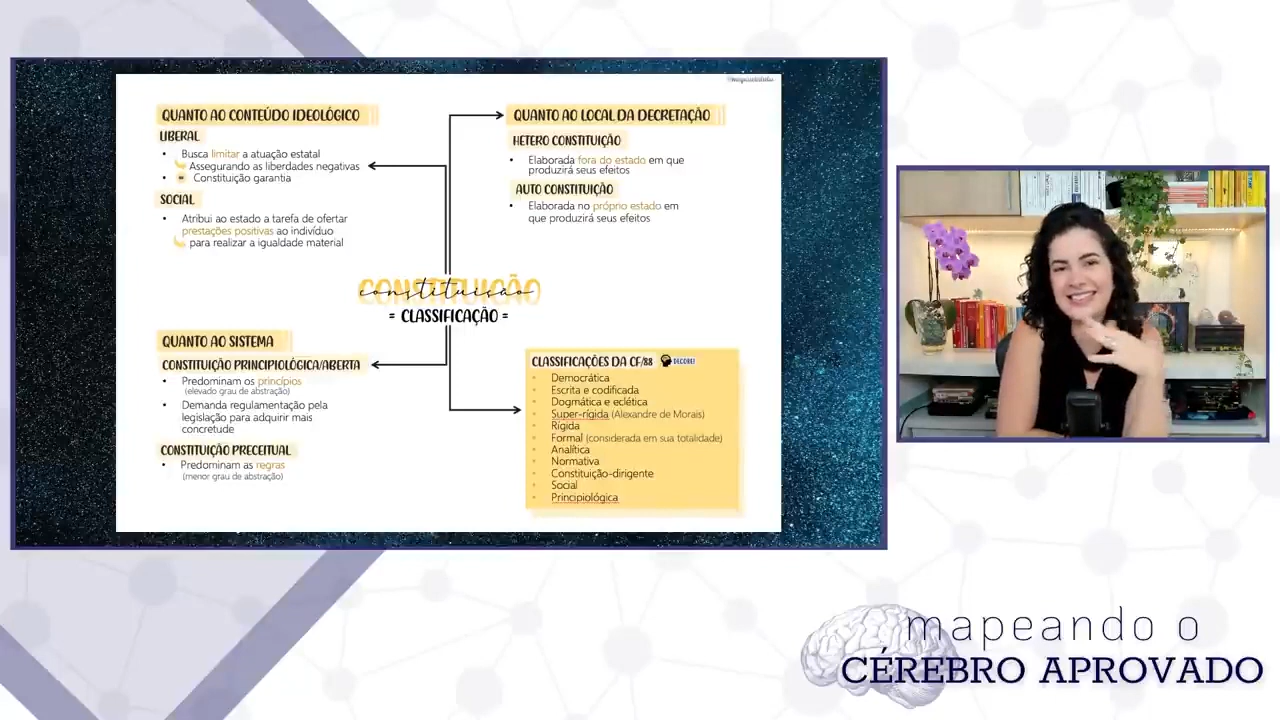 QUANTO AO CONTEÚDO IDEOLÓGICO
LIBERAL
• Busca limitar a atuação estatal
Assegurando as liberdades negativas
• = Constituição garantia
SOCIAL
• Atribui ao estado a tarefa de ofertar
prestações positivas ao indivíduo
para realizar a igualdade material
QUANTO AO LOCAL DA DECRETAÇÃO
HETERO CONSTITUIÇÃO
• Elaborada fora do estado em que
produzirá seus efeitos
AUTO CONSTITUIÇÃO
• Elaborada no próprio estado em
que produzirá seus efeitos
CONSTITUIÇÃO
constituição
= CLASSIFICAÇÃO =
QUANTO AO SISTEMA
CONSTITUIÇÃO PRINCIPIOLÓGICA/ABERTA
• Predominam os princípios
(elevado grau de abstração)
• Demanda regulamentação pela
legislação para adquirir mais
concretude
CONSTITUIÇÃO PRECEITUAL
• Predominam as regras
(menor grau de abstração)
CLASSIFICAÇÕES DA CF/88 DECORE!
• Democrática
• Escrita e codificada
• Dogmática e eclética
• Super-rígida (Alexandre de Morais)
• Rígida
• Formal (considerada em sua totalidade)
• Analítica
• Normativa
• Constituição-dirigente
• Social
• Principiológica
mapeando o
CÉREBRO APROVADO